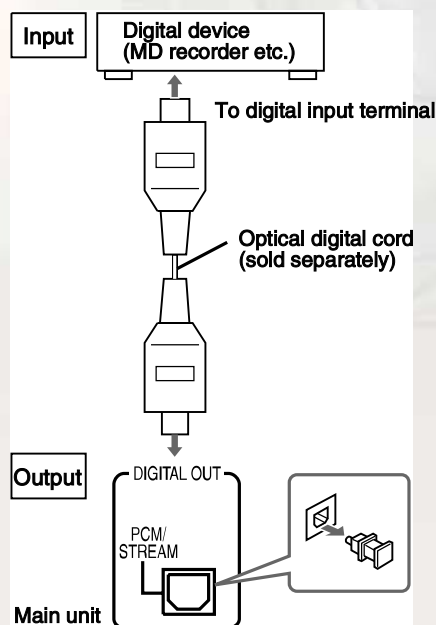 Input
Digital device
(MD recorder etc.)
To digital input terminal
Optical digital cord
(sold separately)
Output
DIGITAL OUT
PCM/
STREAM
Main unit